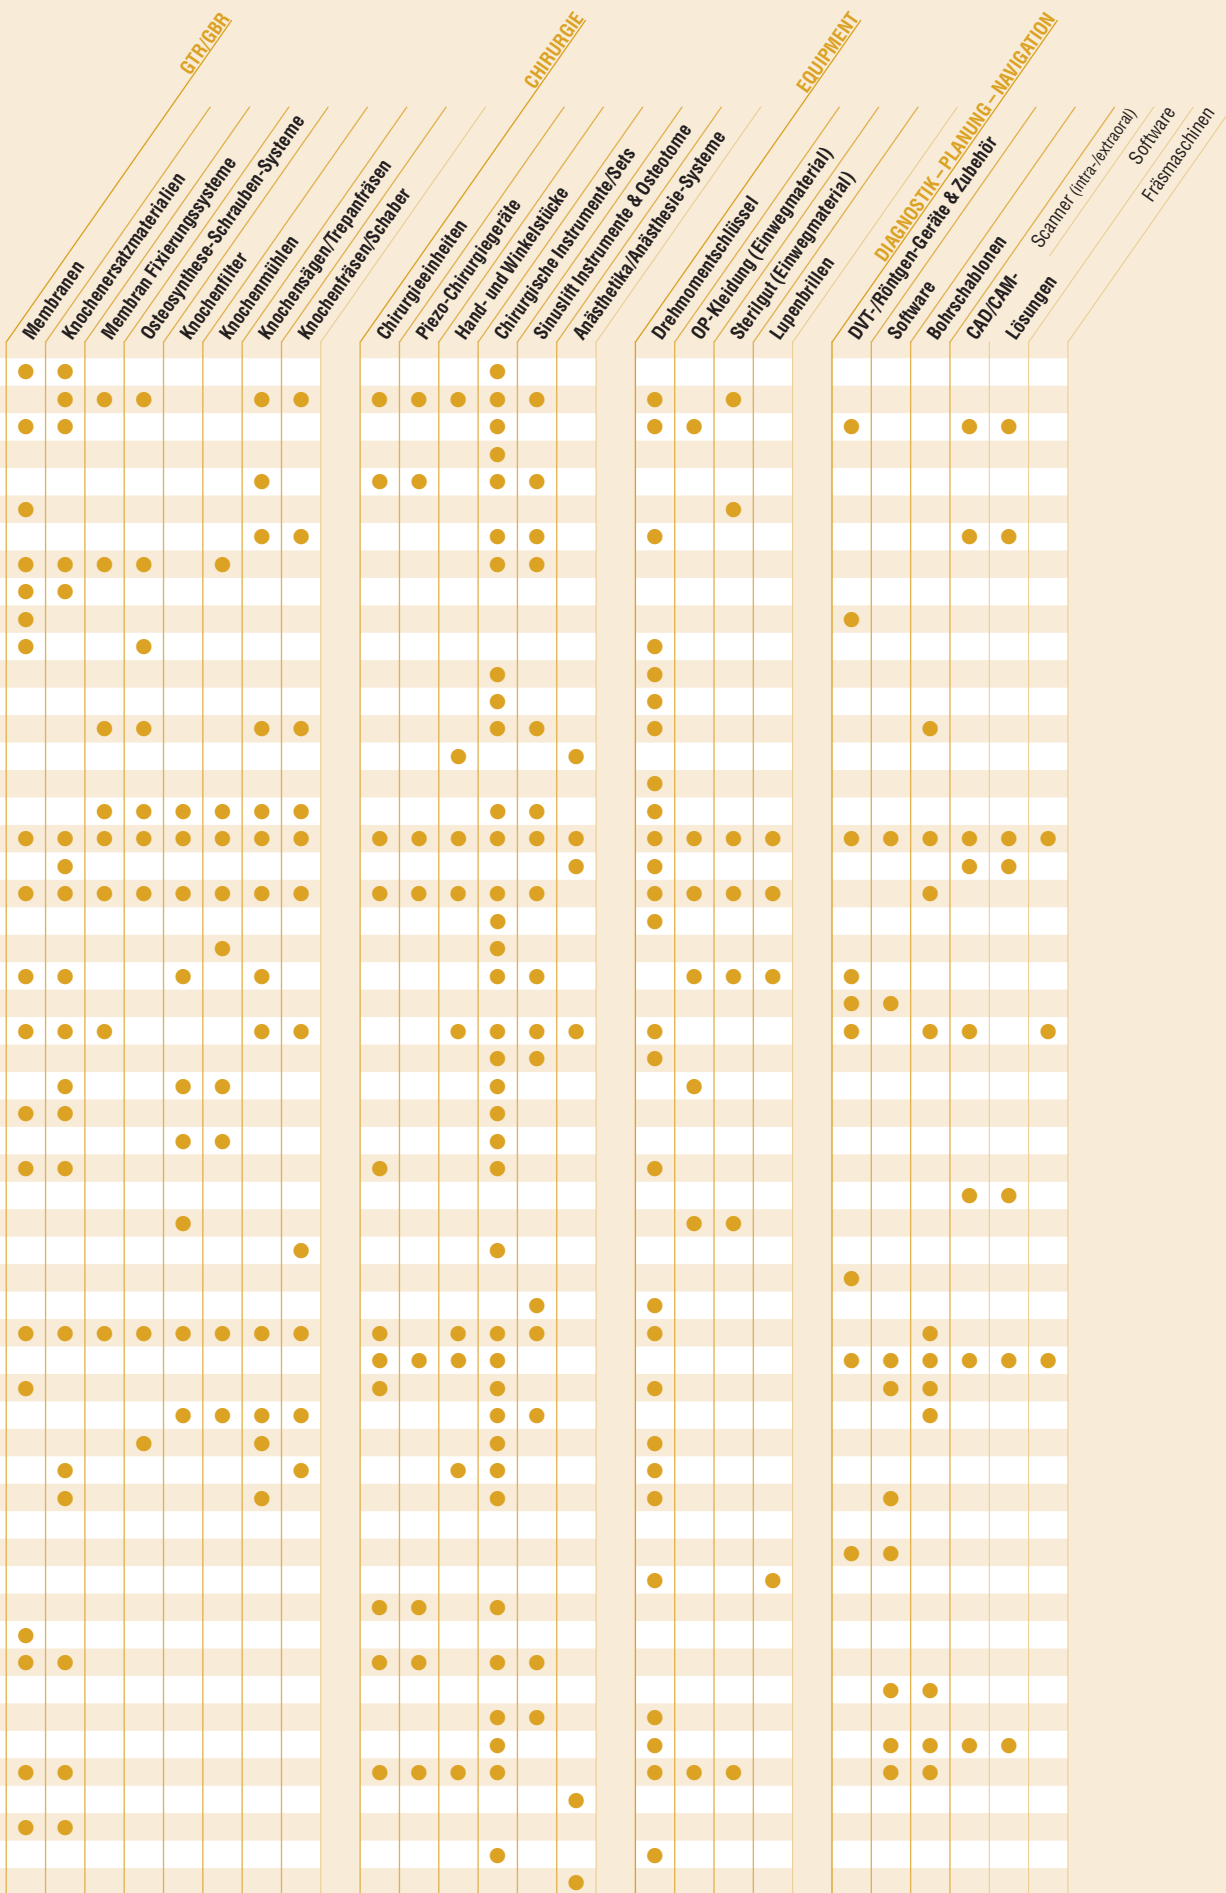 GTR/GBR
Membranen
Knochenersatzmaterialien
Membran Fixierungssysteme
Osteosynthese-Schrauben-Systeme
Knochenfilter
Knochenmühlen
Knochensägen/Trepanfräsen
Knochenfräsen/Schaber
CHIRURGIE
Chirurgieeinheiten
Piezo-Chirurgiegeräte
Hand- und Winkelstücke
Chirurgische Instrumente/Sets
Sinuslift Instrumente & Osteotome
Anästhetika/Anästhesie-Systeme
EQUIPMENT
Drehmomentschlüssel
OP-Kleidung (Einwegmaterial)
Sterilgut (Einwegmaterial)
Lupenbrillen
DIAGNOSTIK – PLANUNG – NAVIGATION
DVT-/Röntgen-Geräte & Zubehör
Software
Bohrschablonen
CAD/CAM-
Lösungen
Scanner (intra-/extraoral)
Software
Fräsmaschinen